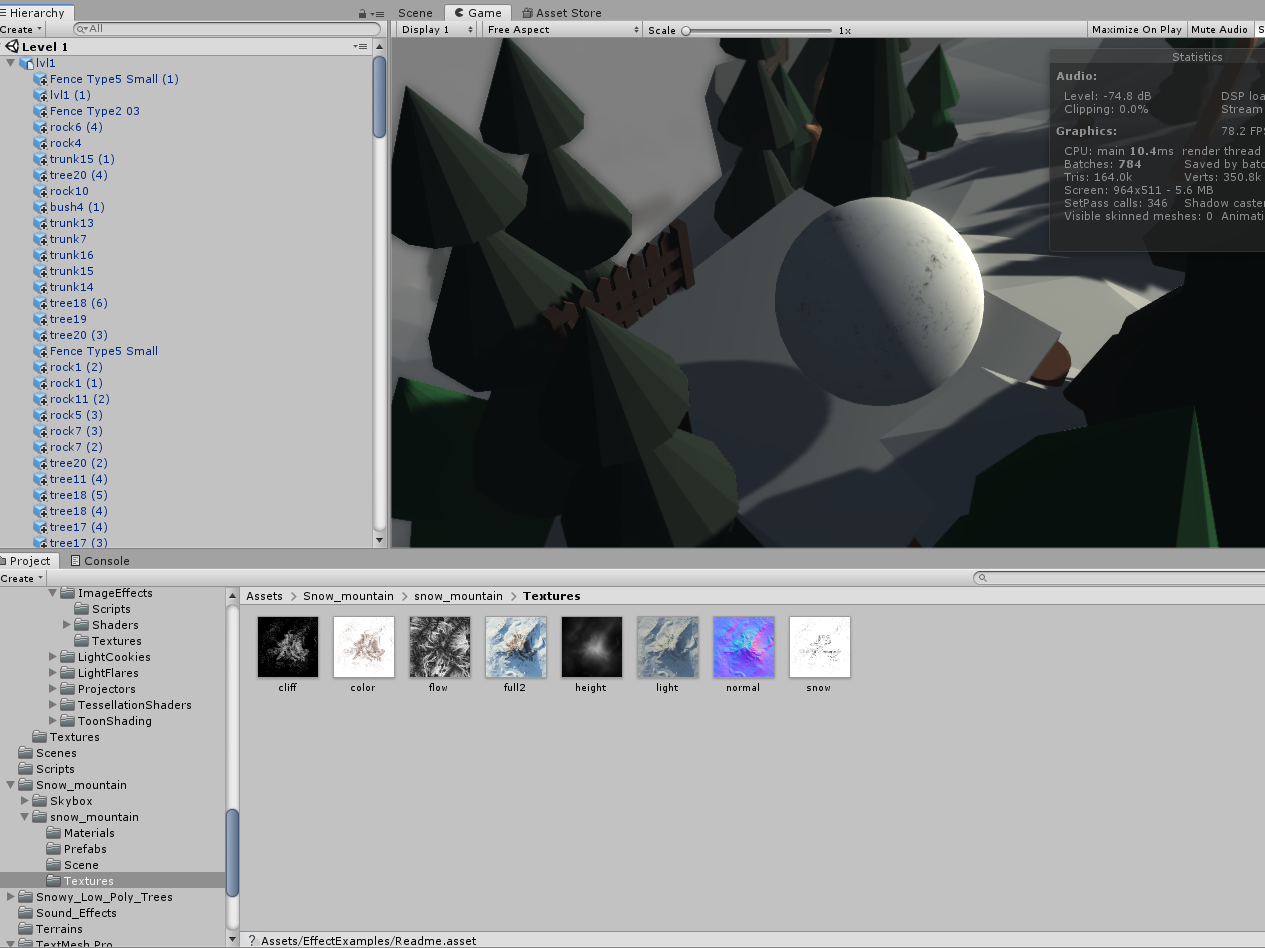 Hierarchy
Create
All
Level 1
lvl1
Fence Type5 Small (1)
lvl1 (1)
Fence Type2 03
rock6 (4)
rock4
trunk15 (1)
tree20 (4)
rock10
bush4 (1)
trunk13
trunk7
trunk16
trunk15
trunk14
tree18 (6)
tree19
tree20 (3)
Fence Type5 Small
rock1 (2)
rock1 (1)
rock11 (2)
rock5 (3)
rock7 (3)
rock7 (2)
tree20 (2)
tree11 (4)
tree18 (5)
tree18 (4)
tree17 (4)
tree17 (3)
Scene Game Asset Store
Display 1 Free Aspect Scale 1x Maximize On Play Mute Audio S
Statistics
Audio:
Level: -74.8 dB DSP loa
Clipping: 0.0% Stream
Graphics: 78.2 FPS
CPU: main 10.4ms render thread
Batches: 784 Saved by batc
Tris: 164.0k Verts: 350.8k
Screen: 964x511 - 5.6 MB
SetPass calls: 346 Shadow caster
Visible skinned meshes: 0 Animati
Project Console
Create
ImageEffects
Scripts
Shaders
Textures
LightCookies
LightFlares
Projectors
TessellationShaders
ToonShading
Textures
Scenes
Scripts
Snow_mountain
Skybox
snow_mountain
Materials
Prefabs
Scene
Textures
Snowy_Low_Poly_Trees
Sound_Effects
Terrains
TextMesh Pro
Assets > Snow_mountain > snow_mountain > Textures
cliff color flow full2 height light normal snow
Assets/EffectExamples/Readme.asset